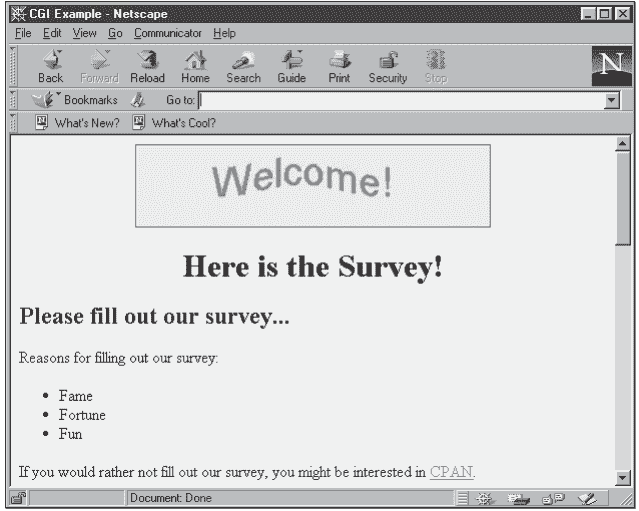 CGI Example - Netscape
File Edit View Go Communicator Help
Back Forward Reload Home Search Guide Print Security Stop
N
Bookmarks Go to:
What's New? What's Cool?
Welcome!
Here is the Survey!
Please fill out our survey...
Reasons for filling out our survey:
• Fame
• Fortune
• Fun
If you would rather not fill out our survey, you might be interested in CPAN.
Document: Done